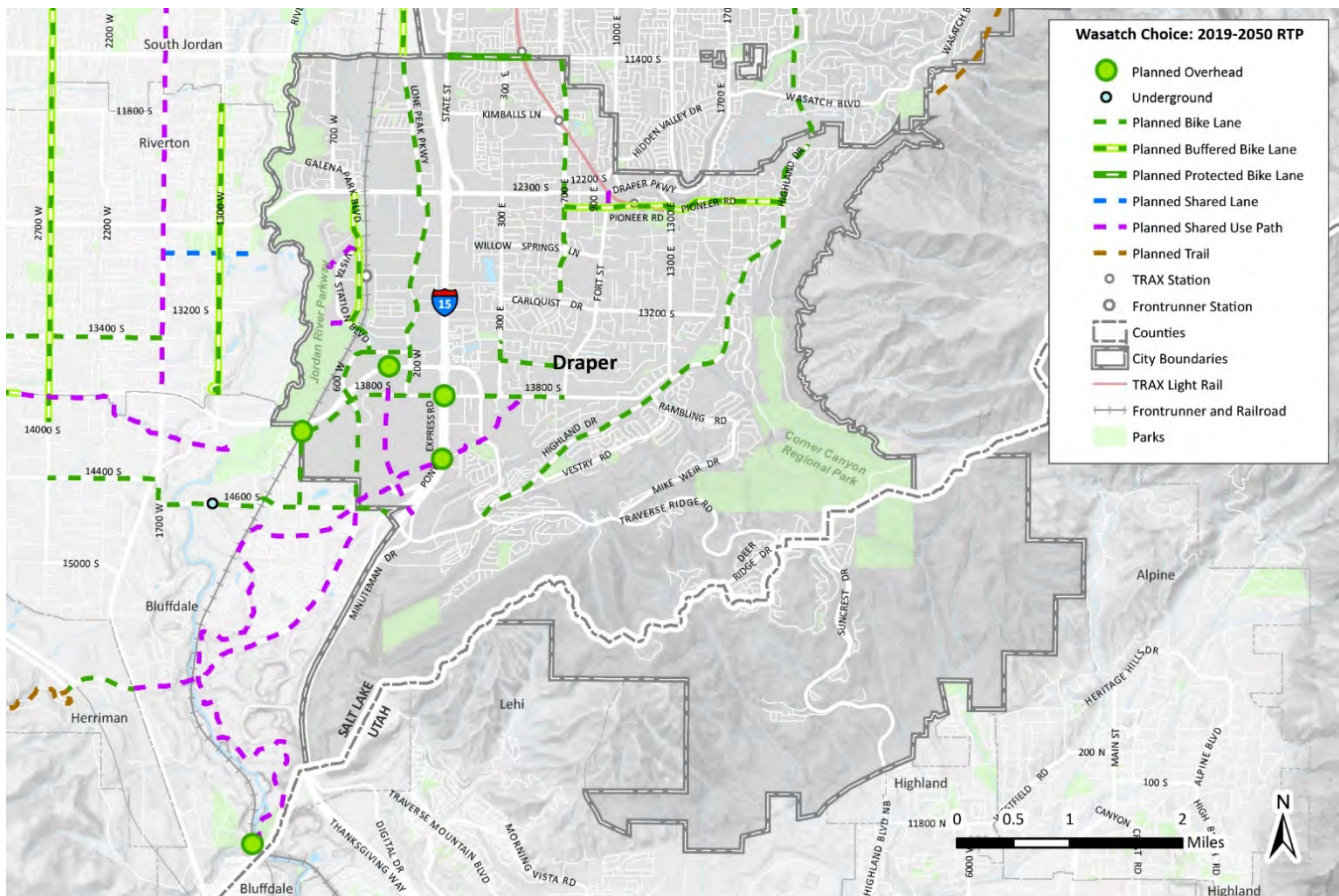 Wasatch Choice: 2019-2050 RTP
Planned Overhead
Underground
Planned Bike Lane
Planned Buffered Bike Lane
Planned Protected Bike Lane
Planned Shared Lane
Planned Shared Use Path
Planned Trail
TRAX Station
Frontrunner Station
Counties
City Boundaries
TRAX Light Rail
Frontrunner and Railroad
Parks
2200 W
South Jordan
1000 E
11400 S
300 E
1700 E
WASATCH BLVD
11800 S
Riverton
700 W
LONE PEAK PKWY
STATE ST
KIMBALLS LN
HIDDEN VALLEY DR
GALENA PARK BLVD
12300 S
12200 S
DRAPER PKWY
HIGHLAND DR
2700 W
2200 W
1300 W
300 E
700 E
900 E
PIONEER RD
1300 E
PIONEER RD
WILLOW SPRINGS LN
VISTA STATION BLVD
Jordan River Parkway
15
FORT ST
1300 E
CARLQUIST DR
13200 S
13200 S
13400 S
300 E
Draper
600 W
200 W
13800 S
13800 S
14000 S
EXPRESS RD
PONY
HIGHLAND DR
RAMBLING RD
VESTRY RD
MIKE WEIR DR
Corner Canyon
Regional Park
14400 S
14600 S
1700 W
TRAVERSE RIDGE RD
DEER
RIDGE DR
15000 S
MINUTEMAN DR
SUNCREST DR
Bluffdale
Alpine
HERITAGE HILLS DR
Herriman
SALT LAKE
UTAH
Lehi
200 N
MAIN ST
100 S
ALPINE BLVD
Highland
TRAVERSE MOUNTAIN BLVD
DIGITAL DR
THANKSGIVING WAY
MORNING VISTA RD
HIGHLAND BLVD NB
11800 N
CANYON CREST RD
0 0.5 1 2
Miles
N
Bluffdale
Highland